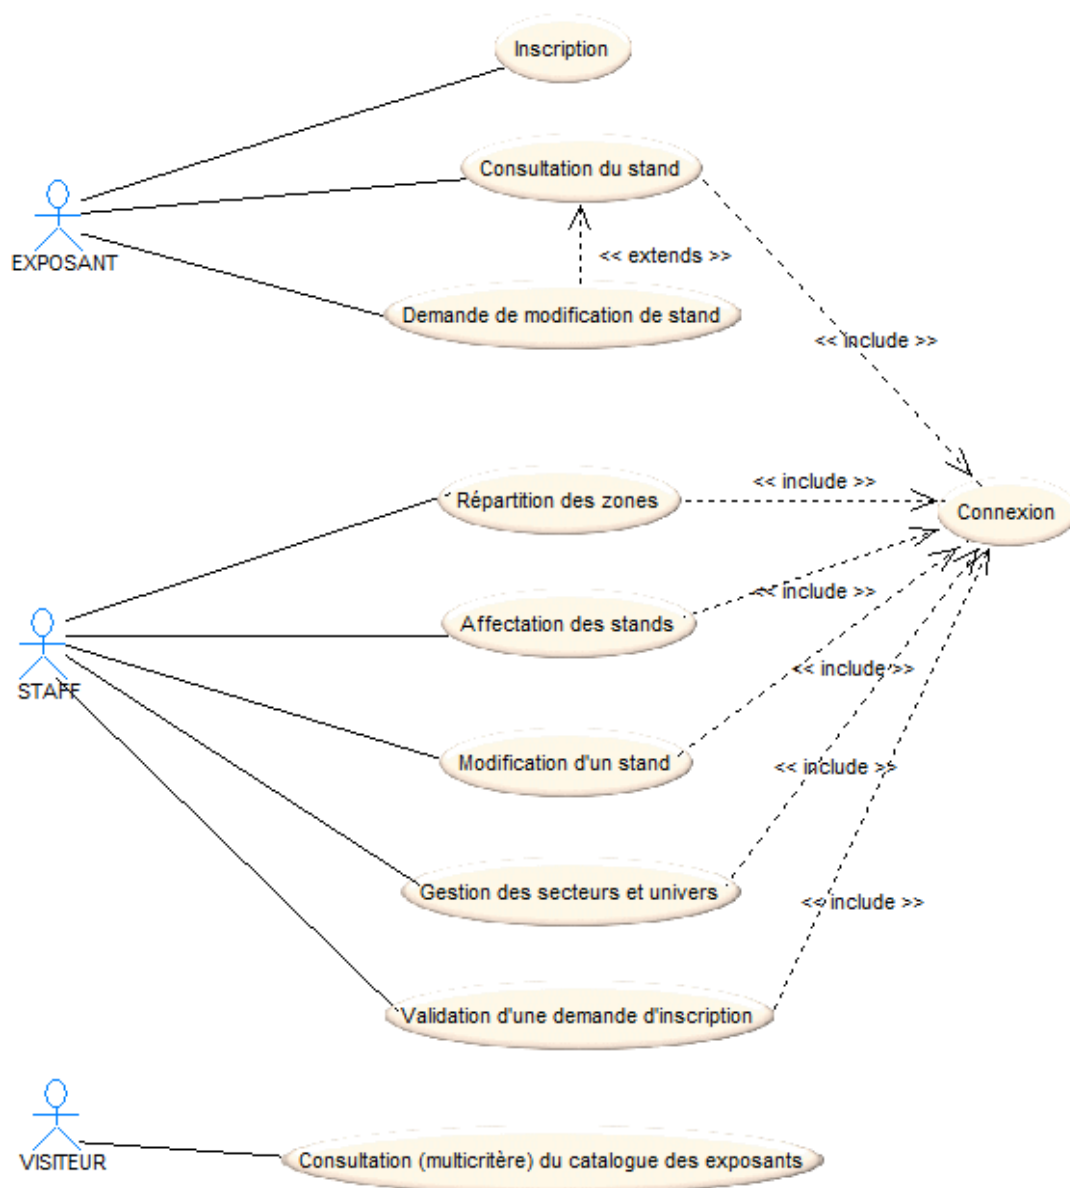 Inscription
Consultation du stand
EXPOSANT
<< extends >>
Demande de modification de stand
<< include >>
Répartition des zones
<< include >>
Connexion
Affectation des stands
<< include >>
STAFF
<< include >>
Modification d'un stand
<< include >>
Gestion des secteurs et univers
<< include >>
Validation d'une demande d'inscription
VISITEUR
Consultation (multicritère) du catalogue des exposants